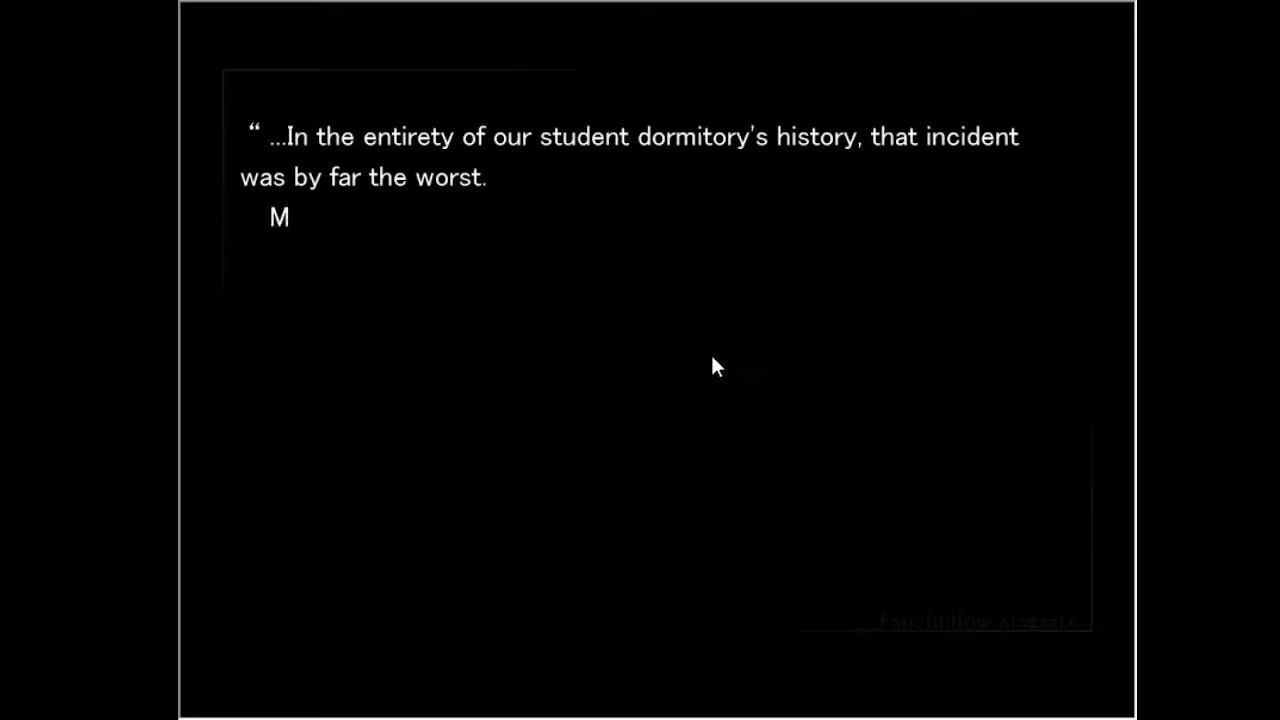 “ ...In the entirety of our student dormitory’s history, that incident
was by far the worst.
M